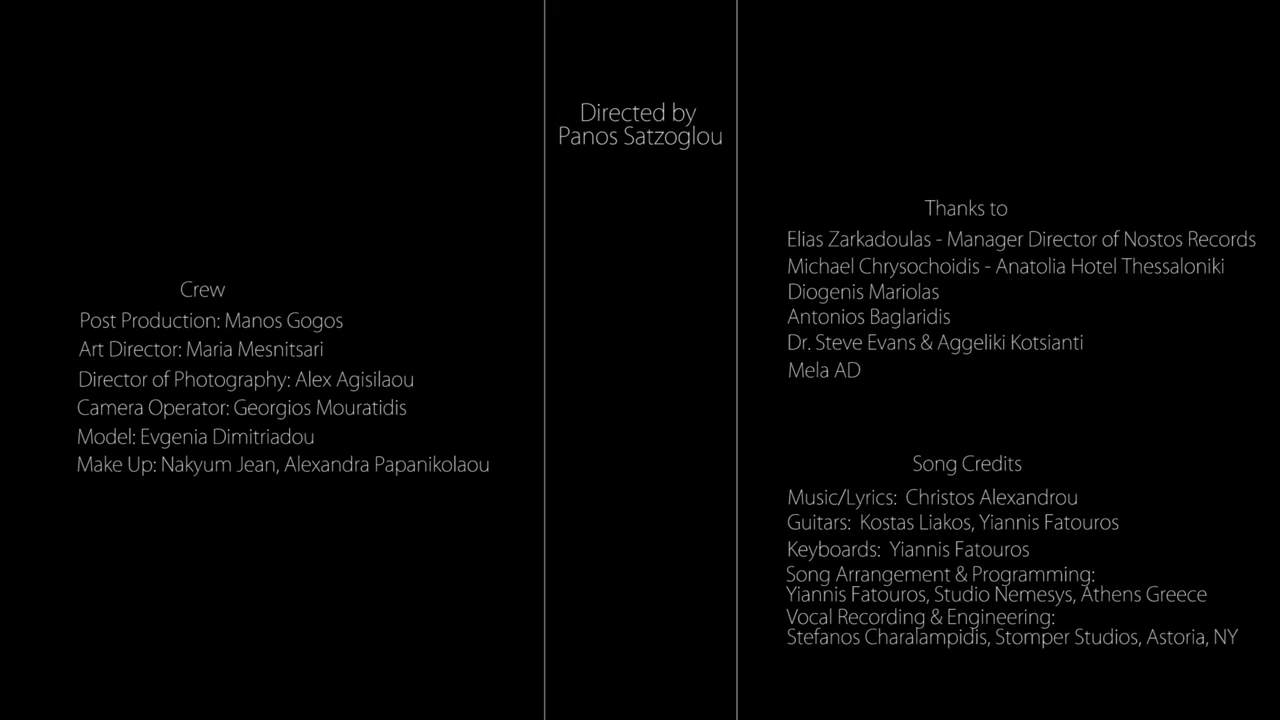 Directed by
Panos Satzoglou
Crew
Post Production: Manos Gogos
Art Director: Maria Mesnitsari
Director of Photography: Alex Agisilaou
Camera Operator: Georgios Mouratidis
Model: Evgenia Dimitriadou
Make Up: Nakyum Jean, Alexandra Papanikolaou
Thanks to
Elias Zarkadoulas - Manager Director of Nostos Records
Michael Chrysochoidis - Anatolia Hotel Thessaloniki
Diogenis Mariolas
Antonios Baglaridis
Dr. Steve Evans & Aggeliki Kotsianti
Mela AD
Song Credits
Music/Lyrics: Christos Alexandrou
Guitars: Kostas Liakos, Yiannis Fatouros
Keyboards: Yiannis Fatouros
Song Arrangement & Programming:
Yiannis Fatouros, Studio Nemesys, Athens Greece
Vocal Recording & Engineering:
Stefanos Charalampidis, Stomper Studios, Astoria, NY